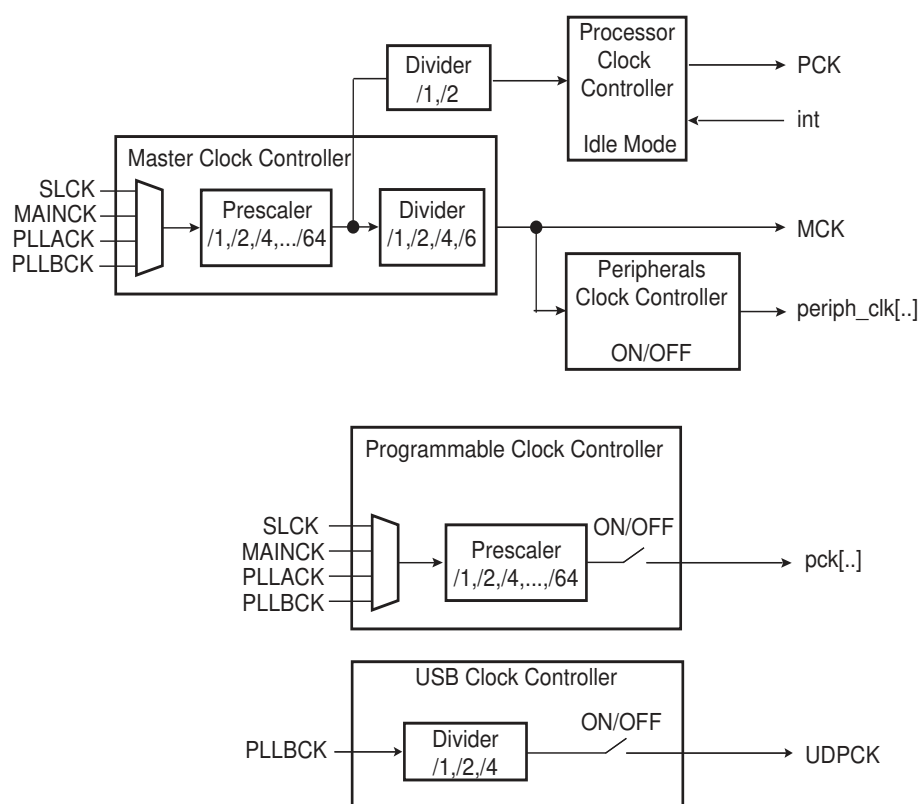 Processor
Clock
Controller
Idle Mode
Divider
/1,/2
PCK
int
Master Clock Controller
SLCK
MAINCK
PLLACK
PLLBCK
Prescaler
/1,/2,/4,.../64
Divider
/1,/2,/4,/6
MCK
Peripherals
Clock Controller
ON/OFF
periph_clk[..]
Programmable Clock Controller
SLCK
MAINCK
PLLACK
PLLBCK
Prescaler
/1,/2,/4,...,/64
ON/OFF
pck[..]
USB Clock Controller
PLLBCK
Divider
/1,/2,/4
ON/OFF
UDPCK